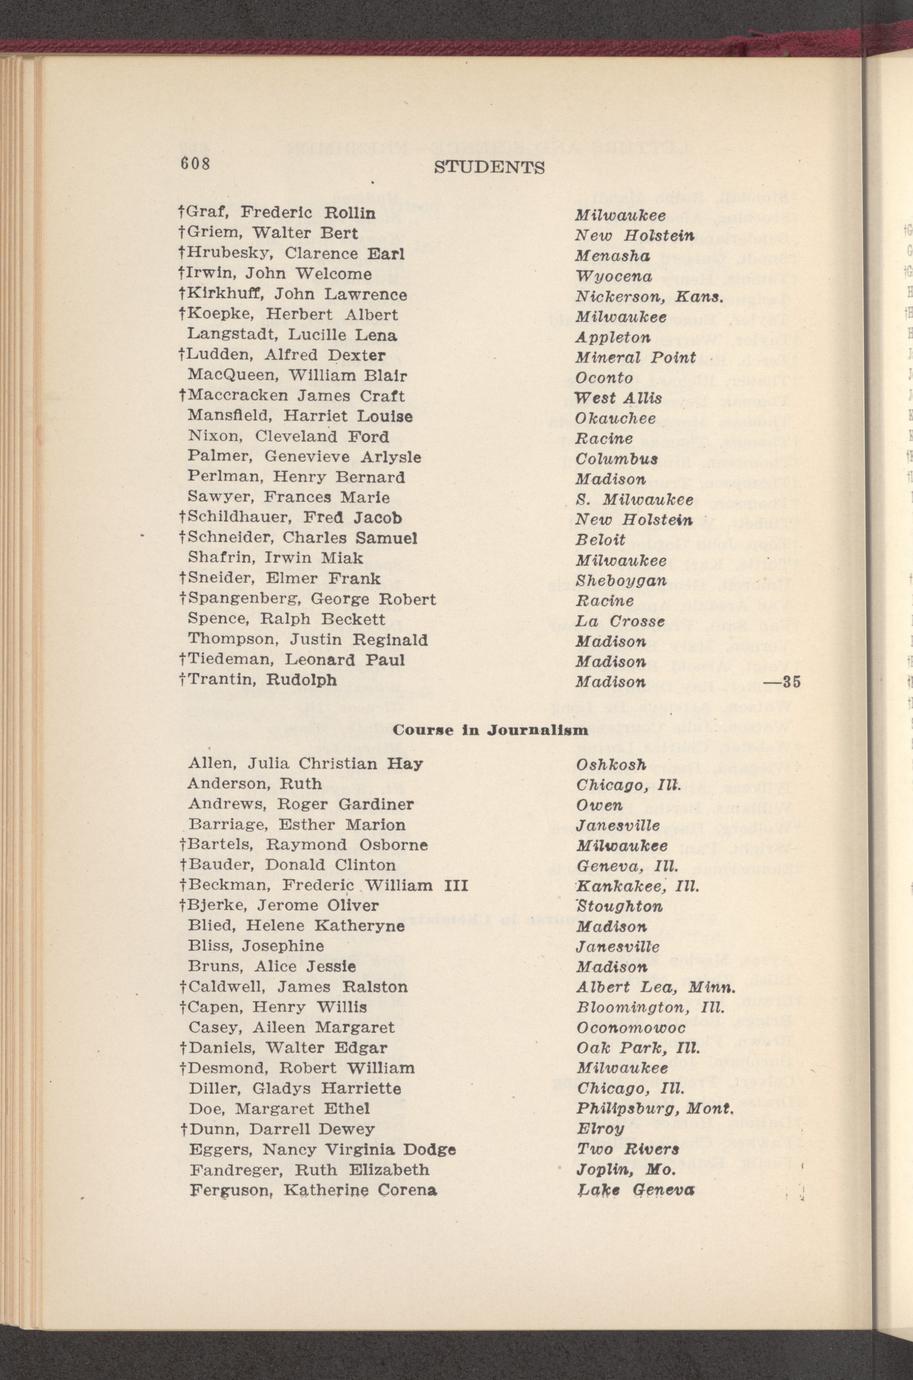 608 STUDENTS
†Graf, Frederic Rollin Milwaukee
†Griem, Walter Bert New Holstein
†Hrubesky, Clarence Earl Menasha
†Irwin, John Welcome Wyocena
†Kirkhuff, John Lawrence Nickerson, Kans.
†Koepke, Herbert Albert Milwaukee
Langstadt, Lucille Lena Appleton
†Ludden, Alfred Dexter Mineral Point
MacQueen, William Blair Oconto
†Maccracken James Craft West Allis
Mansfield, Harriet Louise Okauchee
Nixon, Cleveland Ford Racine
Palmer, Genevieve Arlysle Columbus
Perlman, Henry Bernard Madison
Sawyer, Frances Marie S. Milwaukee
†Schildhauer, Fred Jacob New Holstein
†Schneider, Charles Samuel Beloit
Shafrin, Irwin Miak Milwaukee
†Sneider, Elmer Frank Sheboygan
†Spangenberg, George Robert Racine
Spence, Ralph Beckett La Crosse
Thompson, Justin Reginald Madison
†Tiedeman, Leonard Paul Madison
†Trantin, Rudolph Madison —35
Course in Journalism
Allen, Julia Christian Hay Oshkosh
Anderson, Ruth Chicago, Ill.
Andrews, Roger Gardiner Owen
Barriage, Esther Marion Janesville
†Bartels, Raymond Osborne Milwaukee
†Bauder, Donald Clinton Geneva, Ill.
†Beckman, Frederic William III Kankakee, Ill.
†Bjerke, Jerome Oliver Stoughton
Blied, Helene Katheryne Madison
Bliss, Josephine Janesville
Bruns, Alice Jessie Madison
†Caldwell, James Ralston Albert Lea, Minn.
†Capen, Henry Willis Bloomington, Ill.
Casey, Aileen Margaret Oconomowoc
†Daniels, Walter Edgar Oak Park, Ill.
†Desmond, Robert William Milwaukee
Diller, Gladys Harriette Chicago, Ill.
Doe, Margaret Ethel Philipsburg, Mont.
†Dunn, Darrell Dewey Elroy
Eggers, Nancy Virginia Dodge Two Rivers
Fandreger, Ruth Elizabeth Joplin, Mo.
Ferguson, Katherine Corena Lake Geneva